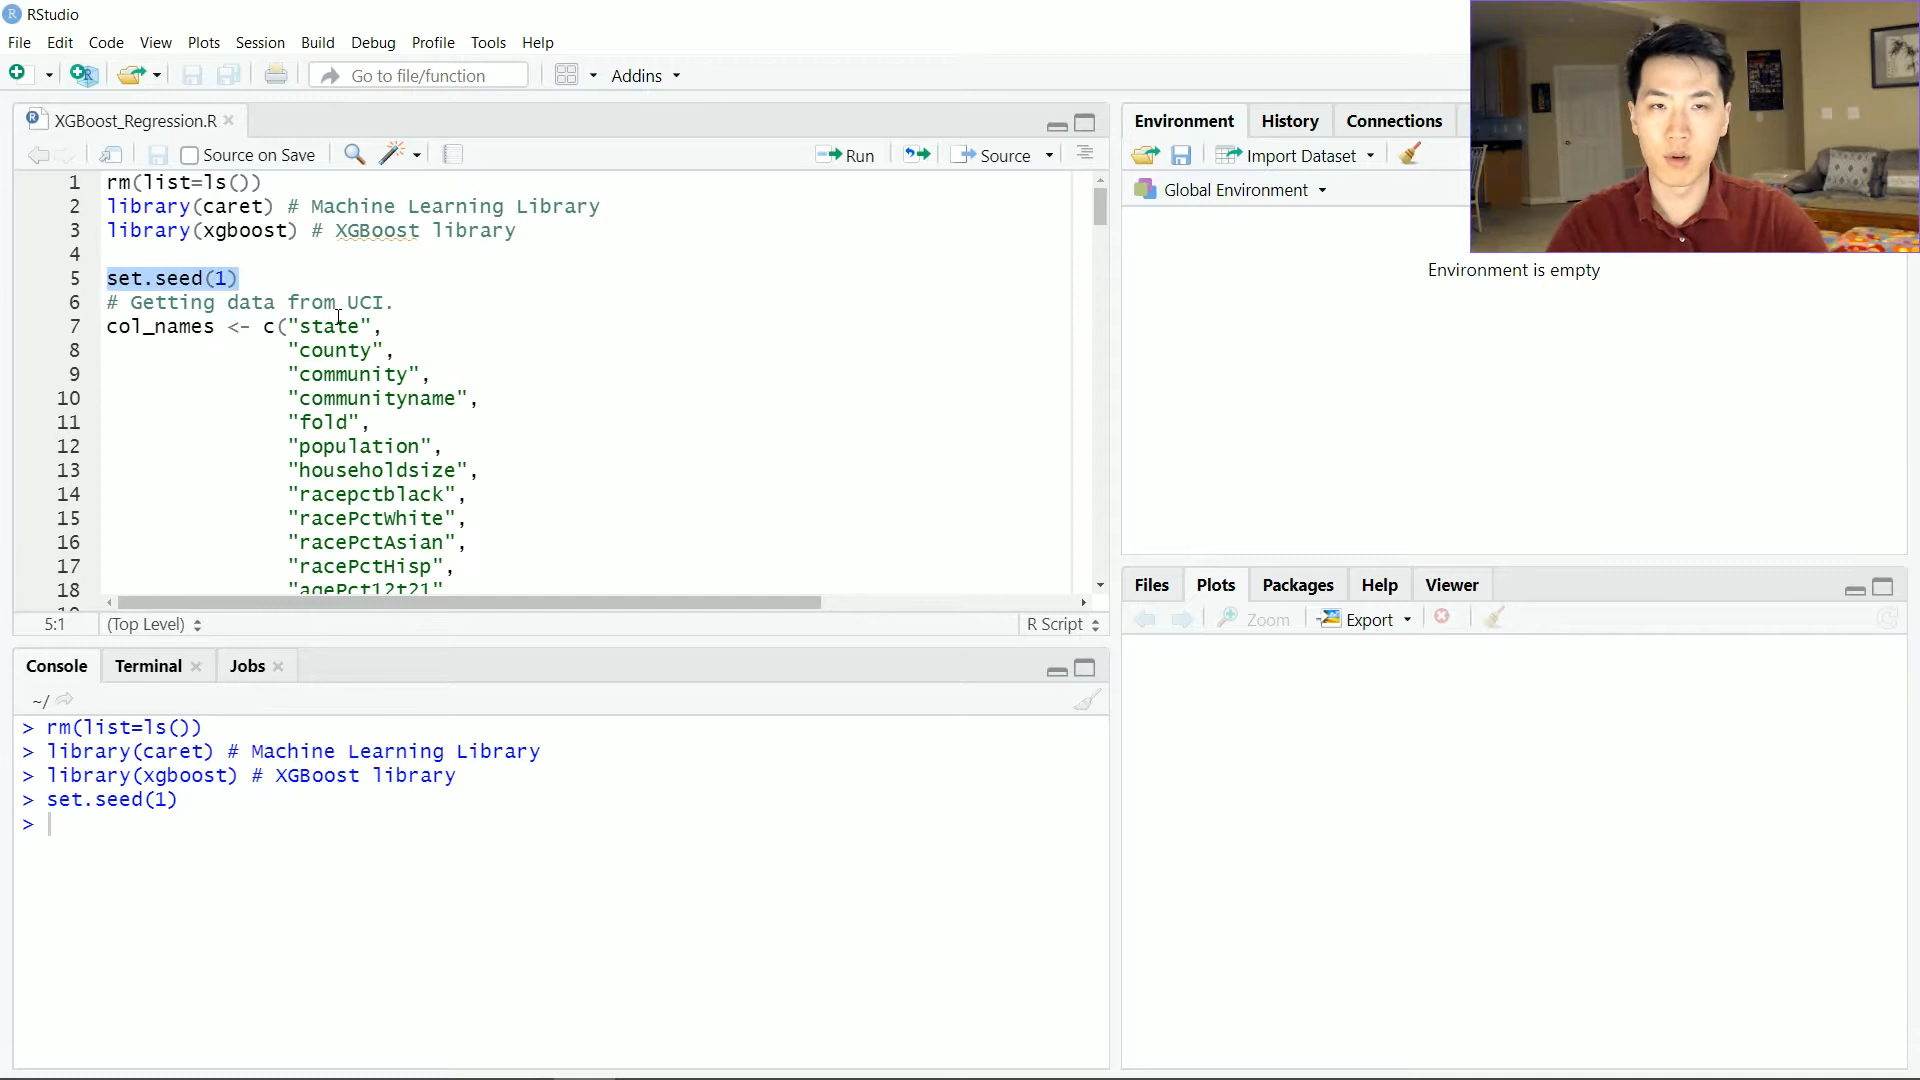 RStudio
File Edit Code View Plots Session Build Debug Profile Tools Help
Go to file/function Addins
XGBoost_Regression.R
Source on Save Run Source
1 rm(list=ls())
2 library(caret) # Machine Learning Library
3 library(xgboost) # XGBoost library
4
5 set.seed(1)
6 # Getting data from UCI.
7 col_names <- c("state",
8 "county",
9 "community",
10 "communityname",
11 "fold",
12 "population",
13 "householdsize",
14 "racepctblack",
15 "racePctWhite",
16 "racePctAsian",
17 "racePctHisp",
18 "agePct12t21"
5:1 (Top Level) R Script
Console Terminal Jobs
~/
> rm(list=ls())
> library(caret) # Machine Learning Library
> library(xgboost) # XGBoost library
> set.seed(1)
>
Environment History Connections
Import Dataset
Global Environment
Environment is empty
Files Plots Packages Help Viewer
Zoom Export